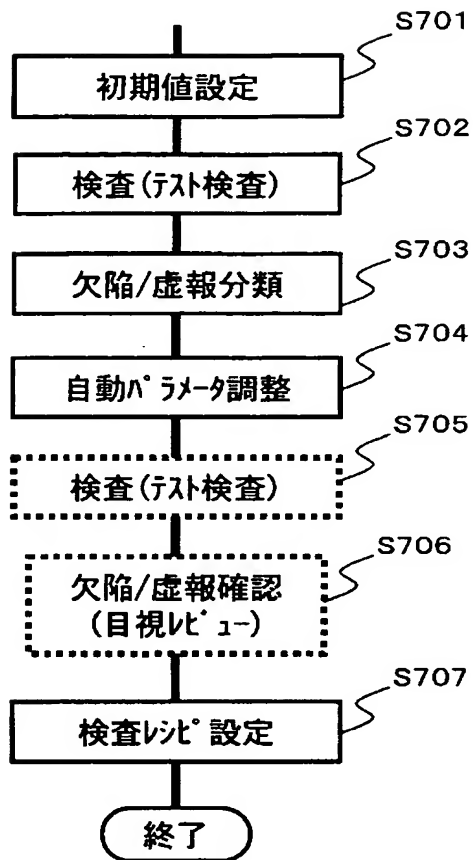 S701
初期値設定
S702
検査(ﾃｽﾄ検査)
S703
欠陥/虚報分類
S704
自動ﾊﾟﾗﾒｰﾀ調整
S705
検査(ﾃｽﾄ検査)
S706
欠陥/虚報確認
(目視ﾚﾋﾞｭｰ)
S707
検査ﾚｼﾋﾟ設定
終了